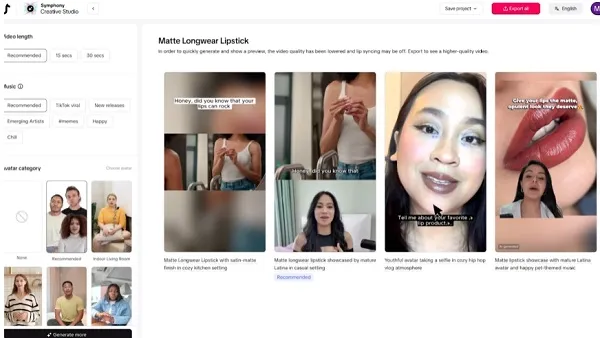 Symphony
Creative Studio
Save project
Export all
English
M
Video length
Recommended
15 secs
30 secs
Music
Recommended
TikTok viral
New releases
Emerging Artists
#memes
Happy
Chill
Avatar category
Choose avatar
None
Recommended
Indoor Living Room
Generate more
Matte Longwear Lipstick
In order to quickly generate and show a preview, the video quality has been lowered and lip syncing may be off. Export to see a higher-quality video.
Honey, did you know that your
lips can rock
Matte Longwear Lipstick with satin-matte
finish in cozy kitchen setting
Honey, did you know that
Matte longwear lipstick showcased by mature
Latina in casual setting
Recommended
Tell me about your favorite
lip product.
Youthful avatar taking a selfie in cozy hip hop
vlog atmosphere
Give your lips the matte,
opulent look they deserve
Matte lipstick showcase with mature Latina
avatar and happy pet-themed music